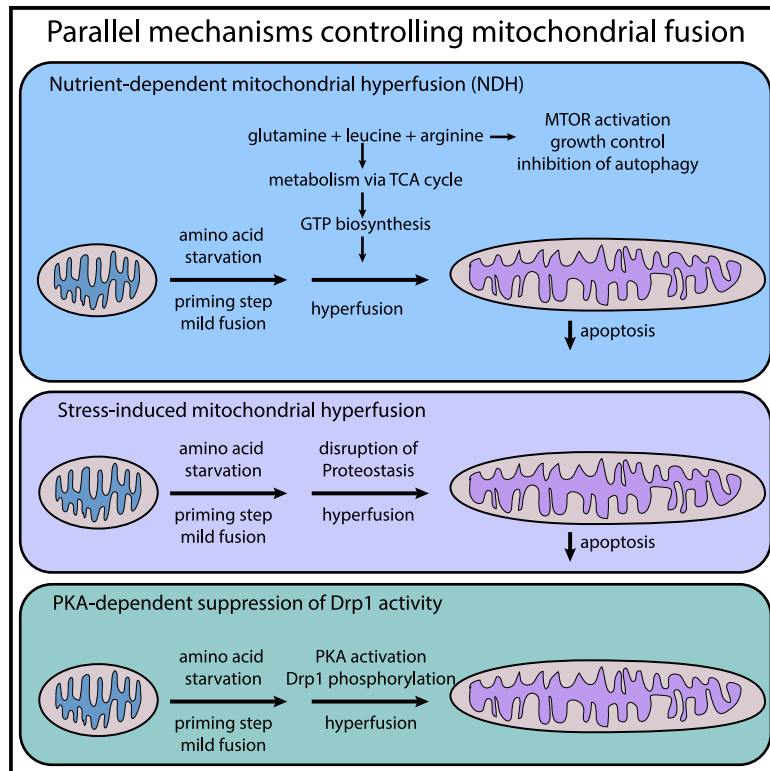 Parallel mechanisms controlling mitochondrial fusion
Nutrient-dependent mitochondrial hyperfusion (NDH)
glutamine + leucine + arginine
MTOR activation
growth control
inhibition of autophagy
metabolism via TCA cycle
GTP biosynthesis
amino acid
starvation
priming step
mild fusion
hyperfusion
apoptosis
Stress-induced mitochondrial hyperfusion
amino acid
starvation
priming step
mild fusion
disruption of
Proteostasis
hyperfusion
apoptosis
PKA-dependent suppression of Drp1 activity
amino acid
starvation
priming step
mild fusion
PKA activation
Drp1 phosphorylation
hyperfusion